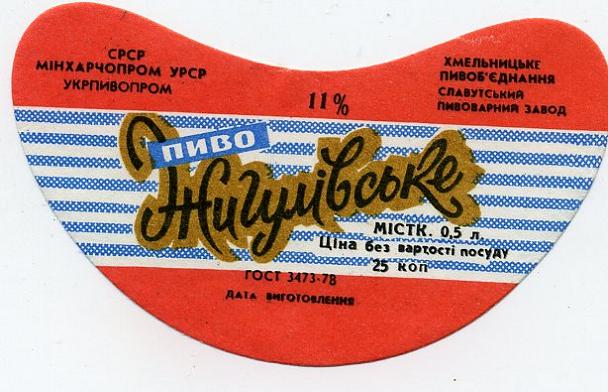 СРСР
МІНХАРЧОПРОМ УРСР
УКРПИВОПРОМ
ХМЕЛЬНИЦЬКЕ
ПИВОБ'ЄДНАННЯ
СЛАВУТСЬКИЙ
ПИВОВАРНИЙ ЗАВОД
11%
ПИВО
Жигулівське
МІСТК. 0,5 л.
Ціна без вартості посуду
25 коп
ГОСТ 3473-78
ДАТА ВИГОТОВЛЕННЯ